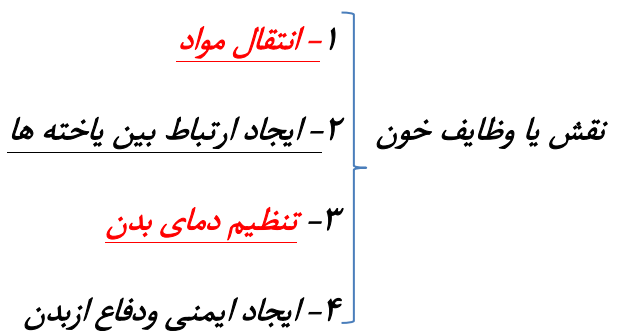 نقش یا وظایف خون
۱- انتقال مواد
۲- ایجاد ارتباط بین یاخته ها
۳- تنظیم دمای بدن
۴- ایجاد ایمنی ودفاع ازبدن